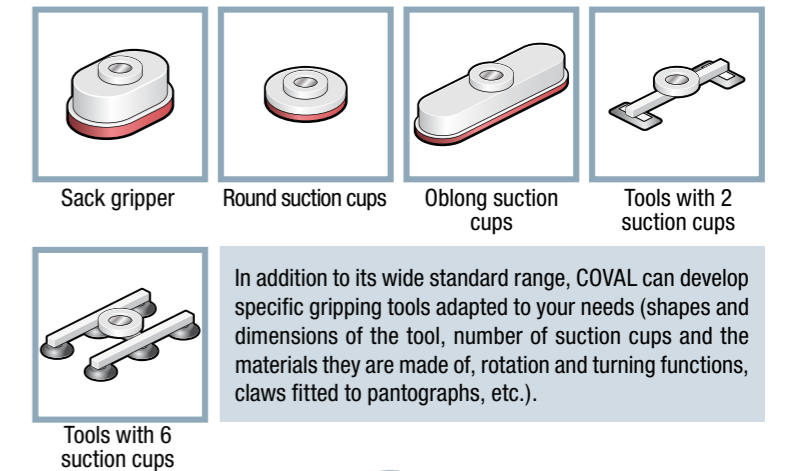 Sack gripper
Round suction cups
Oblong suction
cups
Tools with 2
suction cups
In addition to its wide standard range, COVAL can develop
specific gripping tools adapted to your needs (shapes and
dimensions of the tool, number of suction cups and the
materials they are made of, rotation and turning functions,
claws fitted to pantographs, etc.).
Tools with 6
suction cups